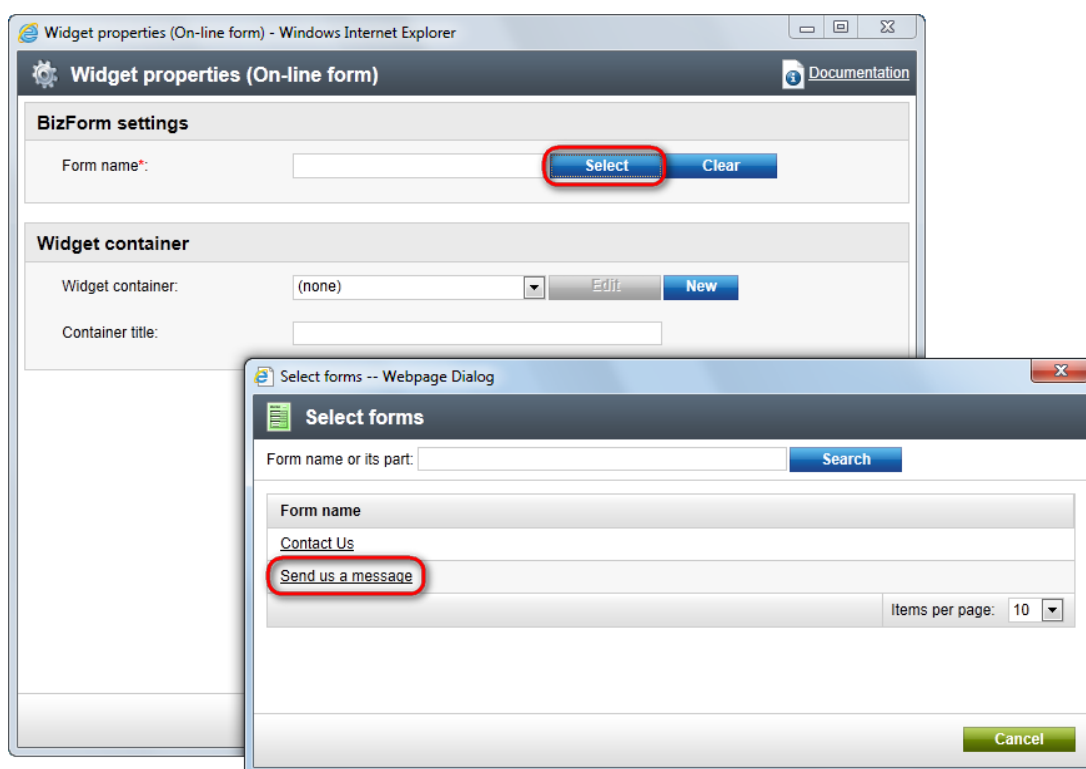 Widget properties (On-line form) - Windows Internet Explorer
Widget properties (On-line form) Documentation
BizForm settings
Form name*: Select Clear
Widget container
Widget container: (none) Edit New
Container title:
Select forms -- Webpage Dialog
Select forms
Form name or its part: Search
Form name
Contact Us
Send us a message
Items per page: 10
Cancel